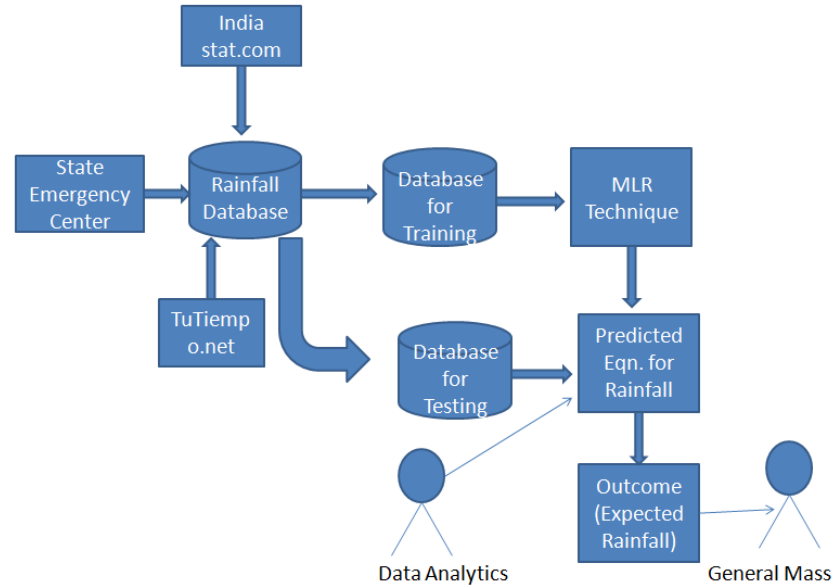 India
stat.com
State
Emergency
Center
Rainfall
Database
Database
for
Training
MLR
Technique
TuTiemp
o.net
Database
for
Testing
Predicted
Eqn. for
Rainfall
Outcome
(Expected
Rainfall)
Data Analytics
General Mass